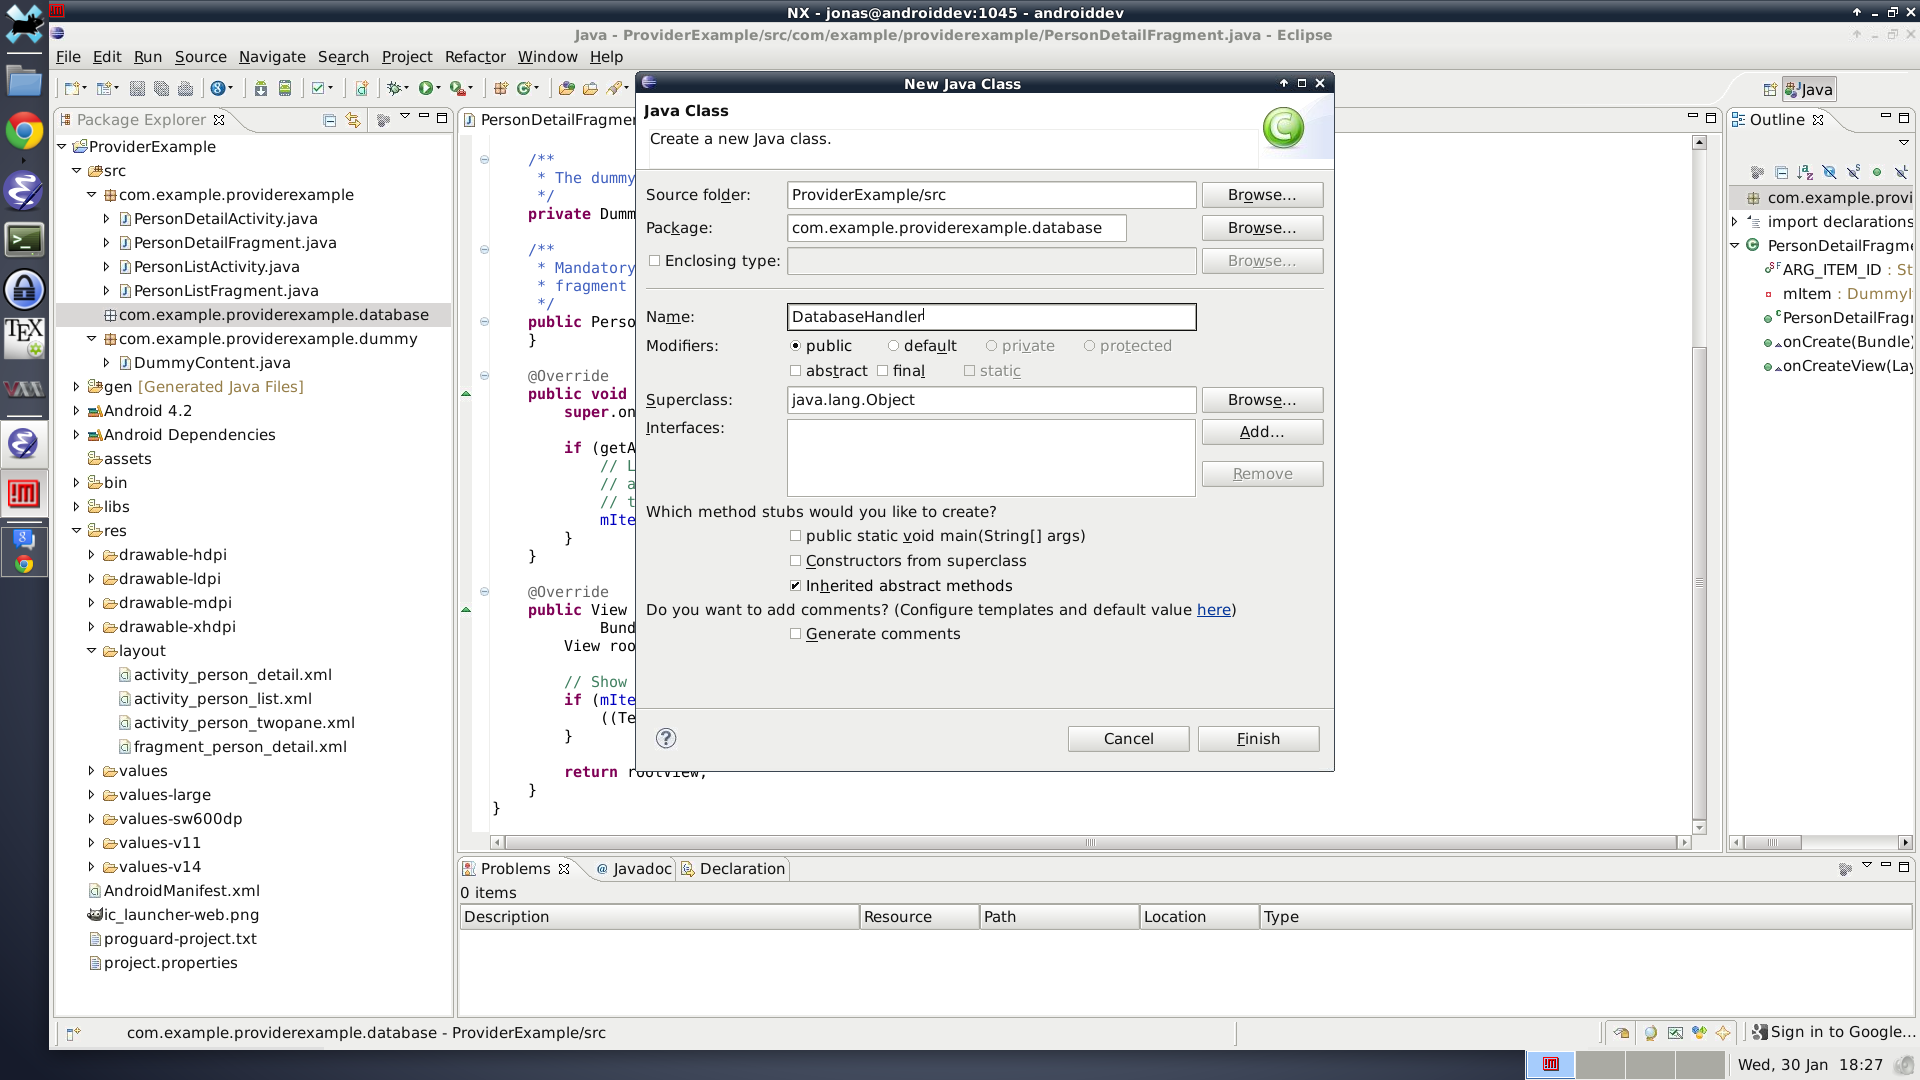 NX - jonas@androiddev:1045 - androiddev
Java - ProviderExample/src/com/example/providerexample/PersonDetailFragment.java - Eclipse
File Edit Run Source Navigate Search Project Refactor Window Help
Java
Package Explorer
ProviderExample
src
com.example.providerexample
PersonDetailActivity.java
PersonDetailFragment.java
PersonListActivity.java
PersonListFragment.java
com.example.providerexample.database
com.example.providerexample.dummy
DummyContent.java
gen [Generated Java Files]
Android 4.2
Android Dependencies
assets
bin
libs
res
drawable-hdpi
drawable-ldpi
drawable-mdpi
drawable-xhdpi
layout
activity_person_detail.xml
activity_person_list.xml
activity_person_twopane.xml
fragment_person_detail.xml
values
values-large
values-sw600dp
values-v11
values-v14
AndroidManifest.xml
ic_launcher-web.png
proguard-project.txt
project.properties
PersonDetailFragmer
/**
* The dummy
*/
private Dumm
/**
* Mandatory
* fragment
*/
public Perso
}
@Override
public void
super.on
if (getA
// L
// a
// t
mIte
}
}
@Override
public View
Bund
View roo
// Show
if (mIte
((Te
}
return rootView;
}
}
New Java Class
Java Class
Create a new Java class.
Source folder: ProviderExample/src Browse...
Package: com.example.providerexample.database Browse...
Enclosing type: Browse...
Name: DatabaseHandler
Modifiers: public default private protected
abstract final static
Superclass: java.lang.Object Browse...
Interfaces: Add...
Remove
Which method stubs would you like to create?
public static void main(String[] args)
Constructors from superclass
Inherited abstract methods
Do you want to add comments? (Configure templates and default value here)
Generate comments
Cancel Finish
Outline
com.example.provi
import declarations
PersonDetailFragme
ARG_ITEM_ID : St
mItem : DummyI
PersonDetailFragr
onCreate(Bundle)
onCreateView(Lay
Problems Javadoc Declaration
0 items
Description Resource Path Location Type
com.example.providerexample.database - ProviderExample/src
Sign in to Google...
Wed, 30 Jan 18:27
TEX